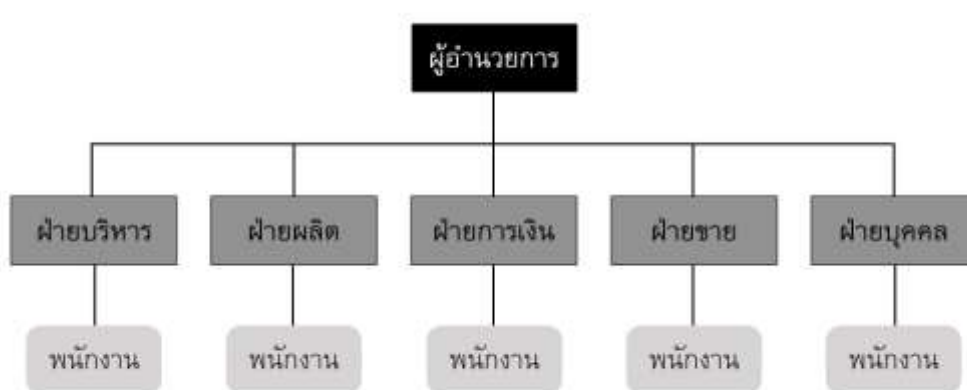 ผู้อำนวยการ
ฝ่ายบริหาร
ฝ่ายผลิต
ฝ่ายการเงิน
ฝ่ายขาย
ฝ่ายบุคคล
พนักงาน
พนักงาน
พนักงาน
พนักงาน
พนักงาน